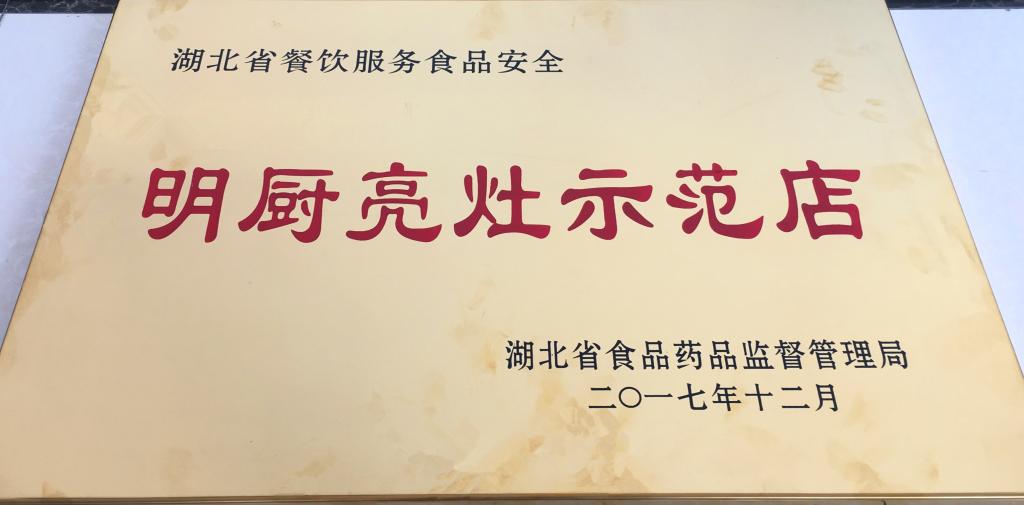 湖北省餐饮服务食品安全
明厨亮灶示范店
湖北省食品药品监督管理局
二〇一七年十二月